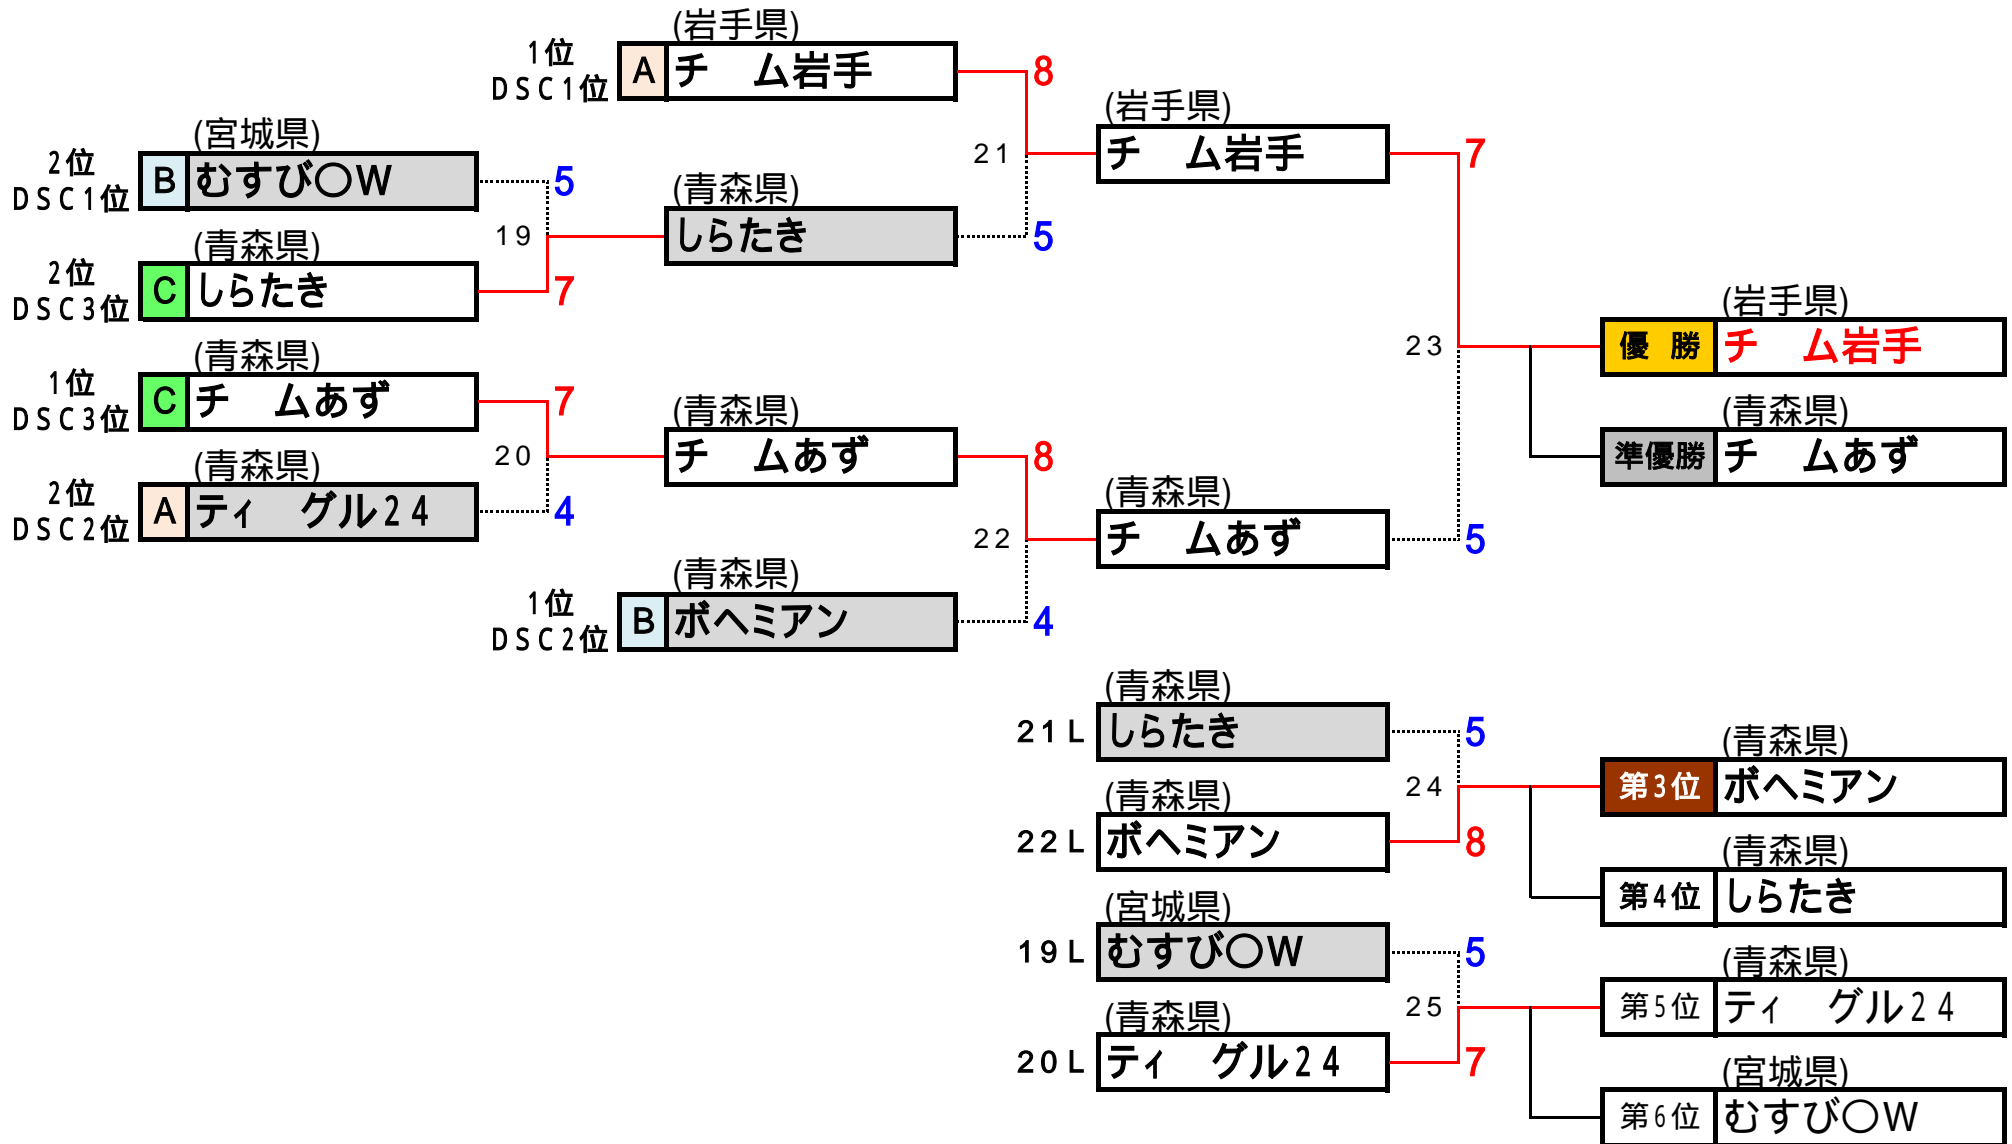 (岩手県)
1位
DSC1位
A チ　ム岩手
8
(宮城県)
2位
DSC1位
B むすび〇W
5
19
(青森県)
2位
DSC3位
C しらたき
7
(青森県)
しらたき
5
21
(岩手県)
チ　ム岩手
7
(青森県)
1位
DSC3位
C チ　ムあず
7
20
(青森県)
2位
DSC2位
A ティ　グル24
4
(青森県)
チ　ムあず
8
22
(青森県)
1位
DSC2位
B ボヘミアン
4
(青森県)
チ　ムあず
5
23
(岩手県)
優 勝 チ　ム岩手
(青森県)
準優勝 チ　ムあず
(青森県)
21L しらたき
5
24
(青森県)
22L ボヘミアン
8
(青森県)
第3位 ボヘミアン
(青森県)
第4位 しらたき
(宮城県)
19L むすび〇W
5
25
(青森県)
20L ティ　グル24
7
(青森県)
第5位 ティ　グル24
(宮城県)
第6位 むすび〇W